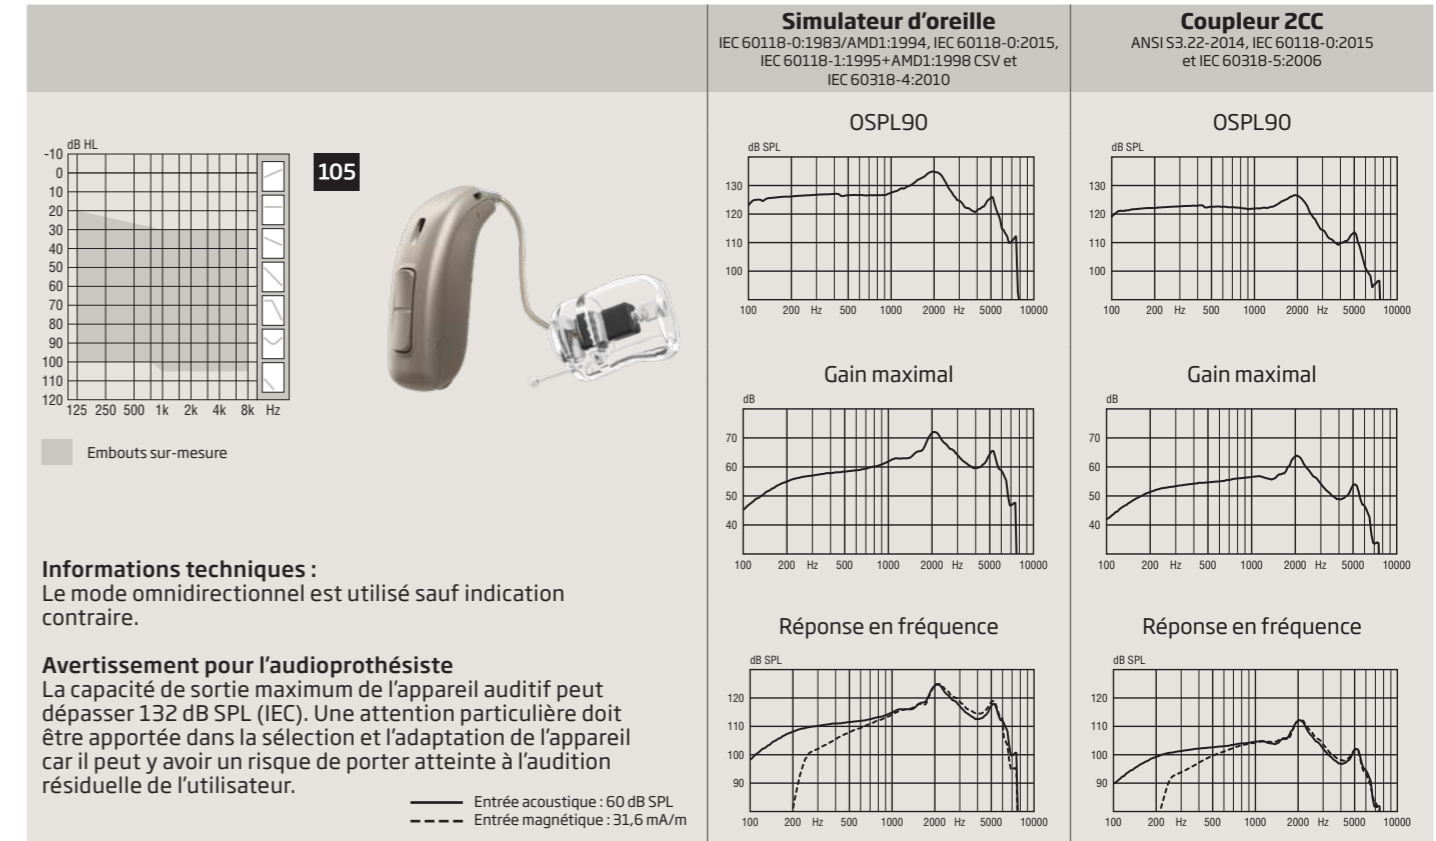 Simulateur d'oreille
IEC 60118-0:1983/AMD1:1994, IEC 60118-0:2015,
IEC 60118-1:1995+AMD1:1998 CSV et
IEC 60318-4:2010
Coupleur 2CC
ANSI S3.22-2014, IEC 60118-0:2015
et IEC 60318-5:2006
dB HL
-10
0
10
20
30
40
50
60
70
80
90
100
110
120
125 250 500 1k 2k 4k 8k Hz
105
Embouts sur-mesure
Informations techniques :
Le mode omnidirectionnel est utilisé sauf indication
contraire.
Avertissement pour l'audioprothésiste
La capacité de sortie maximum de l'appareil auditif peut
dépasser 132 dB SPL (IEC). Une attention particulière doit
être apportée dans la sélection et l'adaptation de l'appareil
car il peut y avoir un risque de porter atteinte à l'audition
résiduelle de l'utilisateur.
Entrée acoustique : 60 dB SPL
Entrée magnétique : 31,6 mA/m
OSPL90
dB SPL
130
120
110
100
100 200 Hz 500 1000 2000 Hz 5000 10000
Gain maximal
dB
70
60
50
40
100 200 Hz 500 1000 2000 Hz 5000 10000
Réponse en fréquence
dB SPL
120
110
100
90
100 200 Hz 500 1000 2000 Hz 5000 10000
OSPL90
dB SPL
130
120
110
100
100 200 Hz 500 1000 2000 Hz 5000 10000
Gain maximal
dB
70
60
50
40
100 200 Hz 500 1000 2000 Hz 5000 10000
Réponse en fréquence
dB SPL
120
110
100
90
100 200 Hz 500 1000 2000 Hz 5000 10000